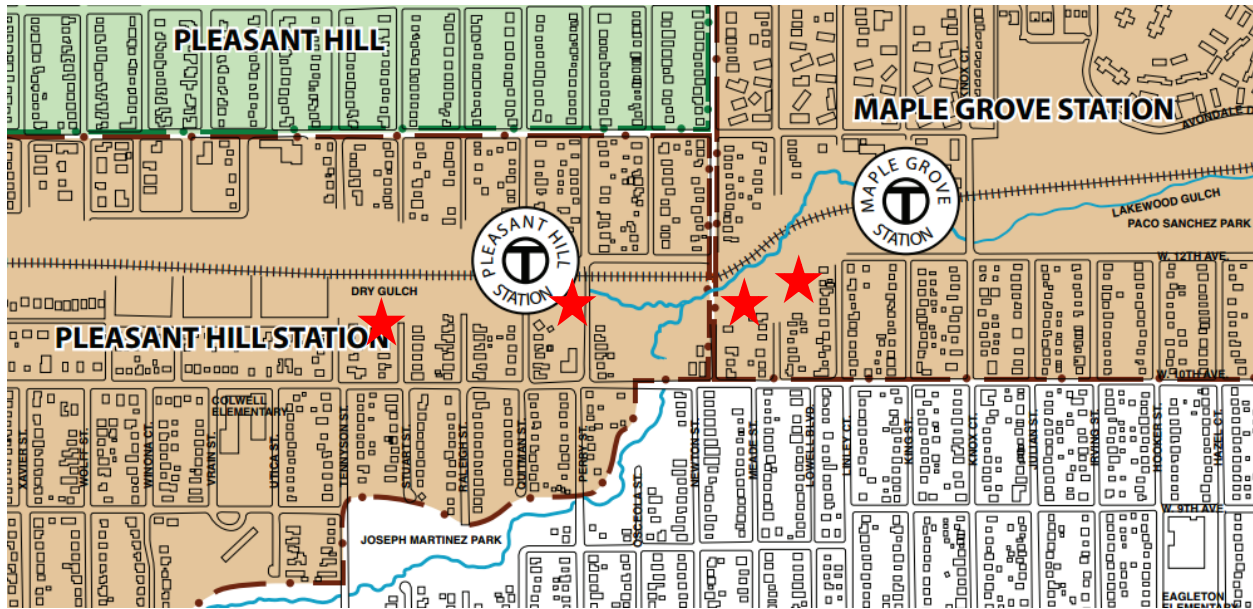 PLEASANT HILL
MAPLE GROVE STATION
KNOX CT.
AVONDALE D
MAPLE GROVE
T
STATION
LAKEWOOD GULCH
PACO SANCHEZ PARK
PLEASANT HILL
T
STATION
W. 12TH AVE.
DRY GULCH
PLEASANT HILL STATION
W. 10TH AVE.
COLWELL
ELEMENTARY
XAVIER ST.
WOLFF ST.
WINONA CT.
VRAIN ST.
UTICA ST.
TENNYSON ST.
STUART ST.
RALEIGH ST.
QUITMAN ST.
PERRY ST.
OSCEOLA ST.
NEWTON ST.
MEADE ST.
LOWELL BLVD.
KING ST.
KNOX CT.
JULIAN ST.
IRVING ST.
HOOKER ST.
HAZEL CT.
W. 9TH AVE.
JOSEPH MARTINEZ PARK
EAGLETON
ELEMENTARY